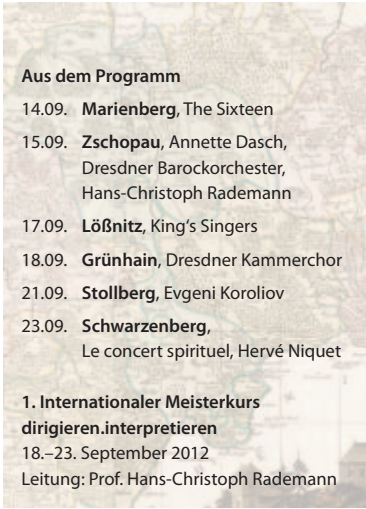 Aus dem Programm
14.09. Marienberg, The Sixteen
15.09. Zschopau, Annette Dasch,
Dresdner Barockorchester,
Hans-Christoph Rademann
17.09. Lößnitz, King‘s Singers
18.09. Grünhain, Dresdner Kammerchor
21.09. Stollberg, Evgeni Koroliov
23.09. Schwarzenberg,
Le concert spirituel, Hervé Niquet
1. Internationaler Meisterkurs
dirigieren.interpretieren
18.–23. September 2012
Leitung: Prof. Hans-Christoph Rademann